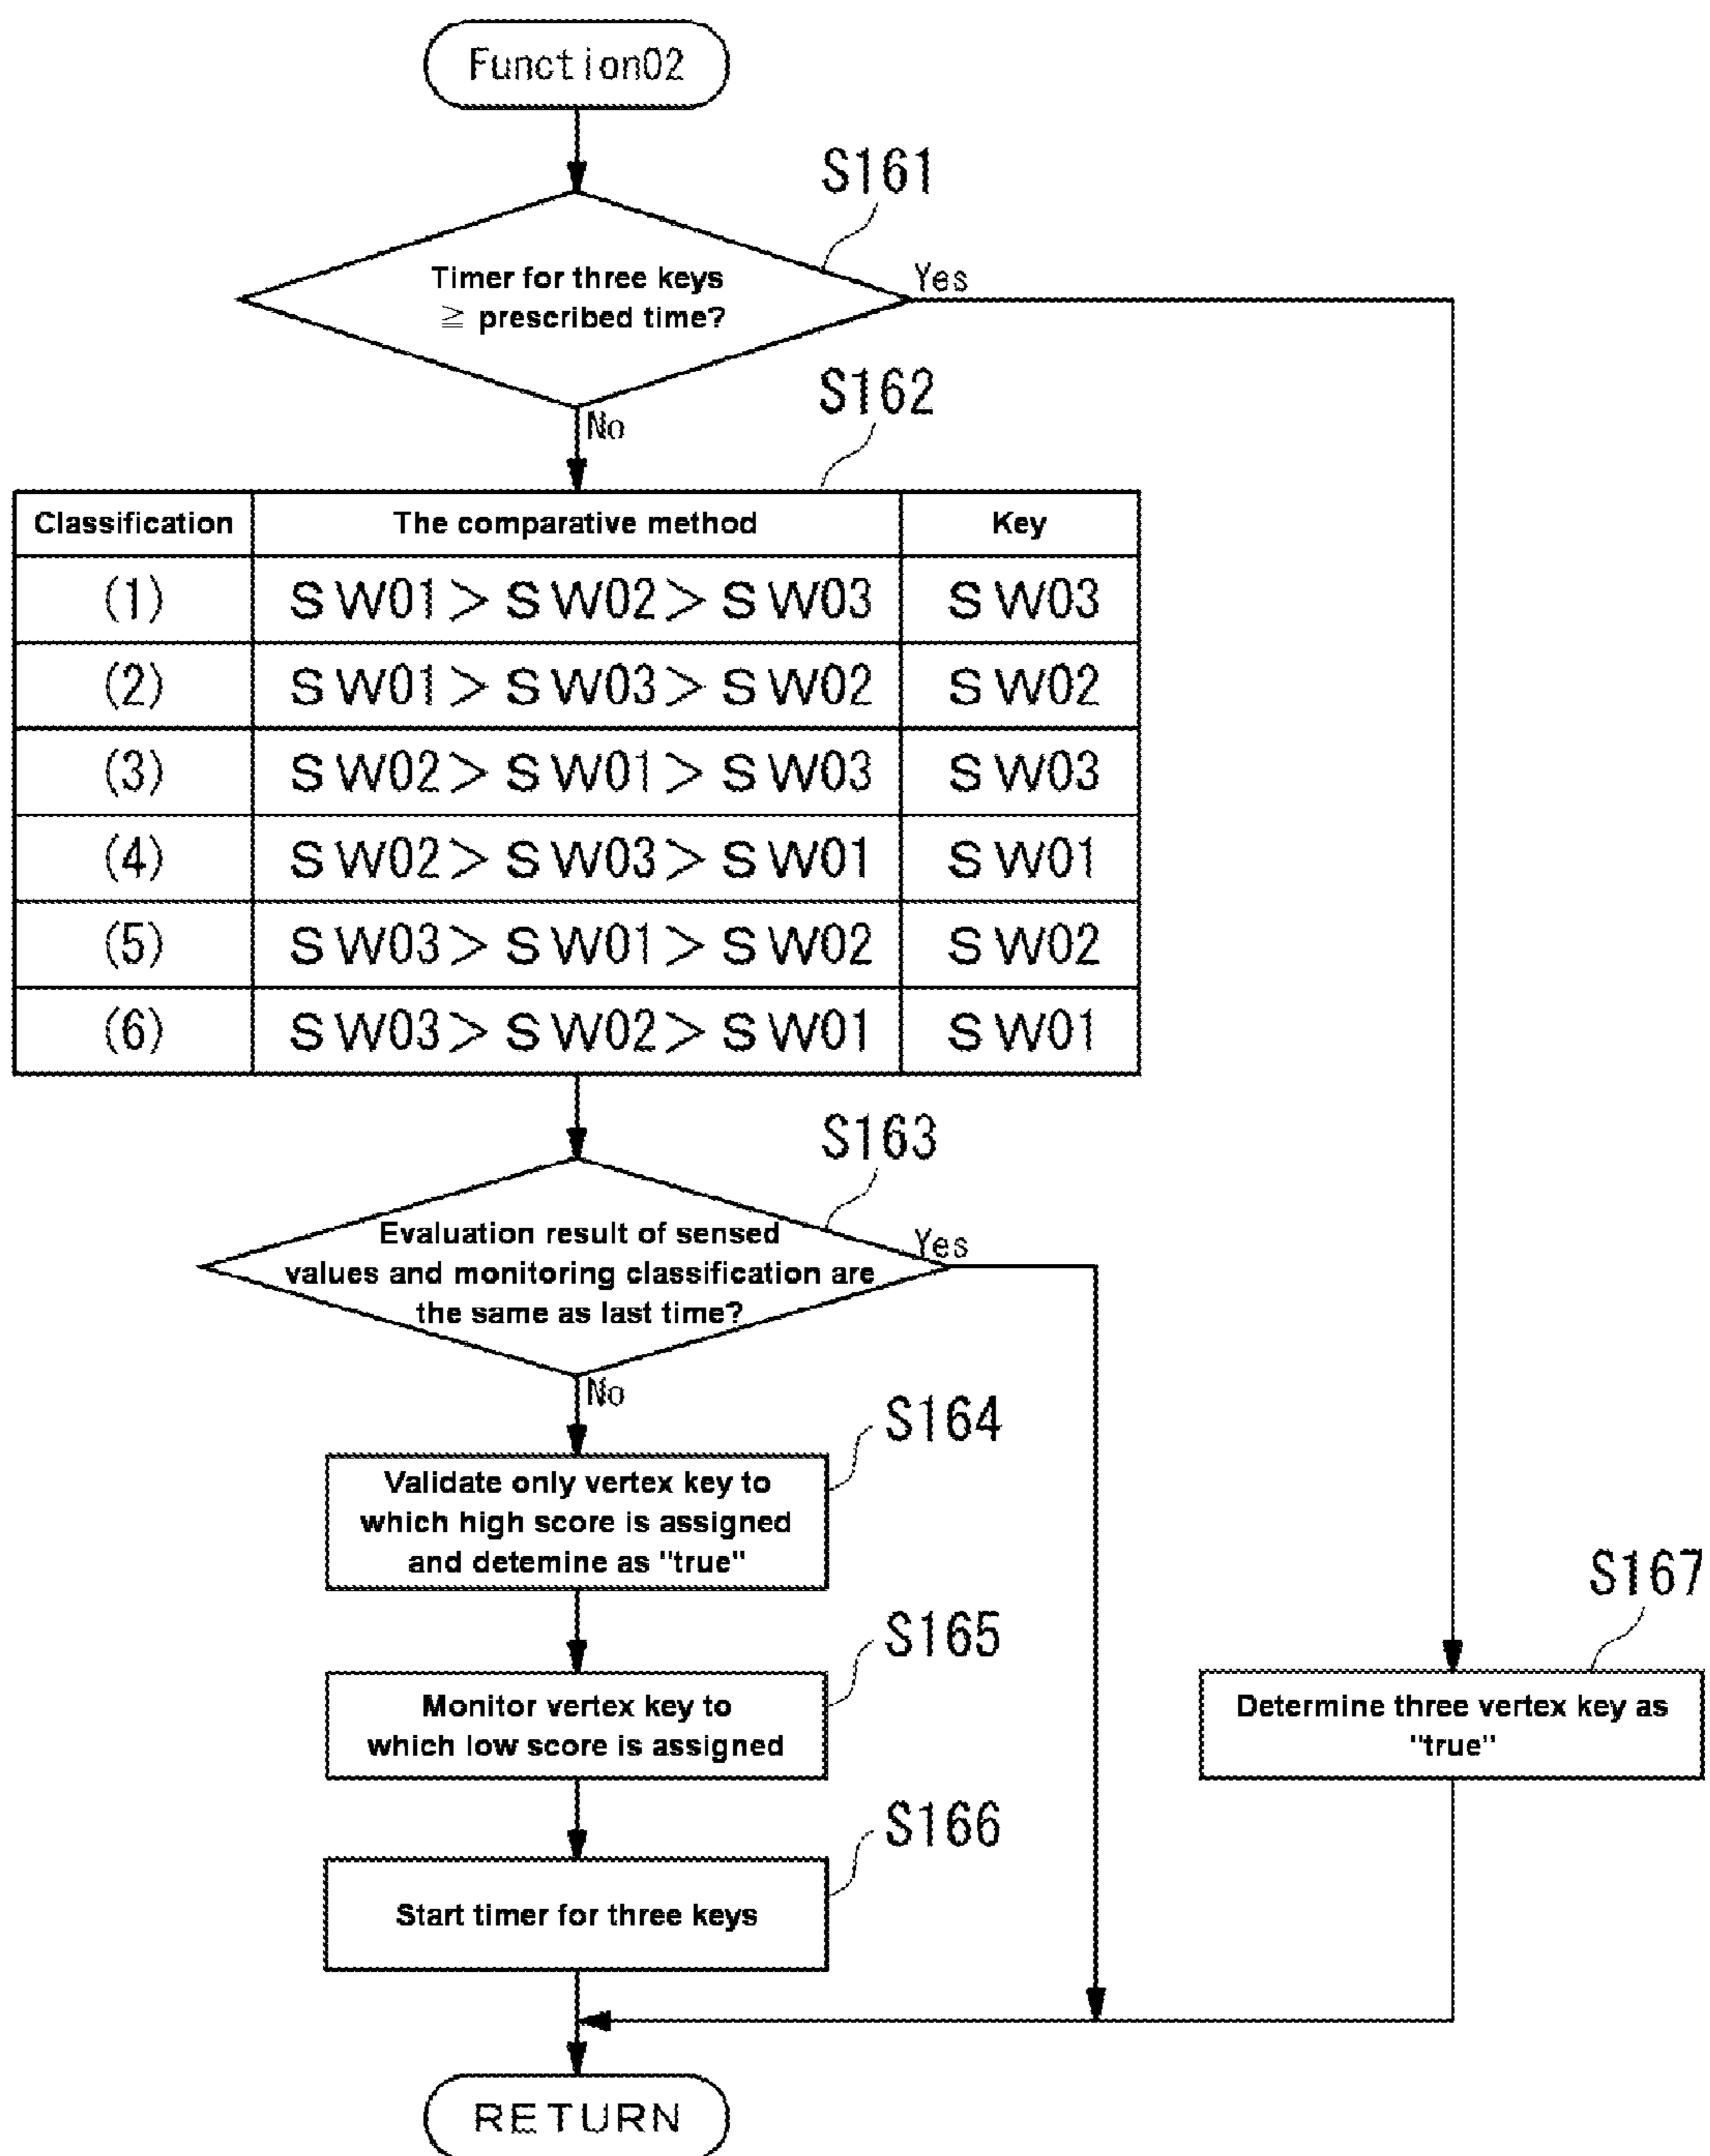 Function02
S161
Timer for three keys
≧ prescribed time?
Yes
No
S162
Classification The comparative method Key
(1) SW01>SW02>SW03 SW03
(2) SW01>SW03>SW02 SW02
(3) SW02>SW01>SW03 SW03
(4) SW02>SW03>SW01 SW01
(5) SW03>SW01>SW02 SW02
(6) SW03>SW02>SW01 SW01
S163
Evaluation result of sensed
values and monitoring classification are
the same as last time?
Yes
No
S164
Validate only vertex key to
which high score is assigned
and detemine as "true"
S165
Monitor vertex key to
which low score is assigned
S166
Start timer for three keys
S167
Determine three vertex key as
"true"
RETURN